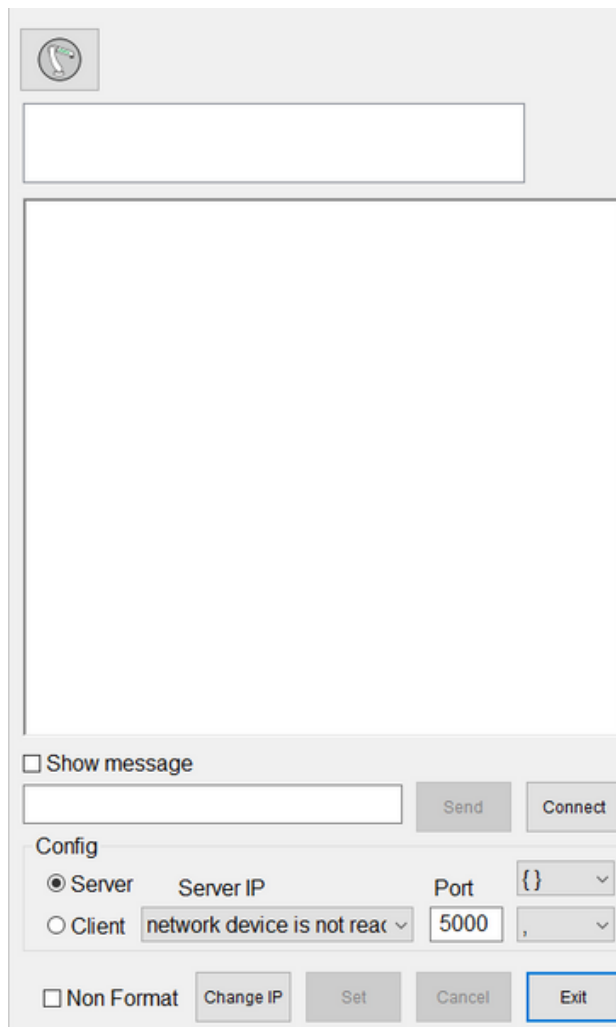 Show message
Send
Connect
Config
Server
Server IP
Port
{ }
Client
network device is not read
5000
,
Non Format
Change IP
Set
Cancel
Exit